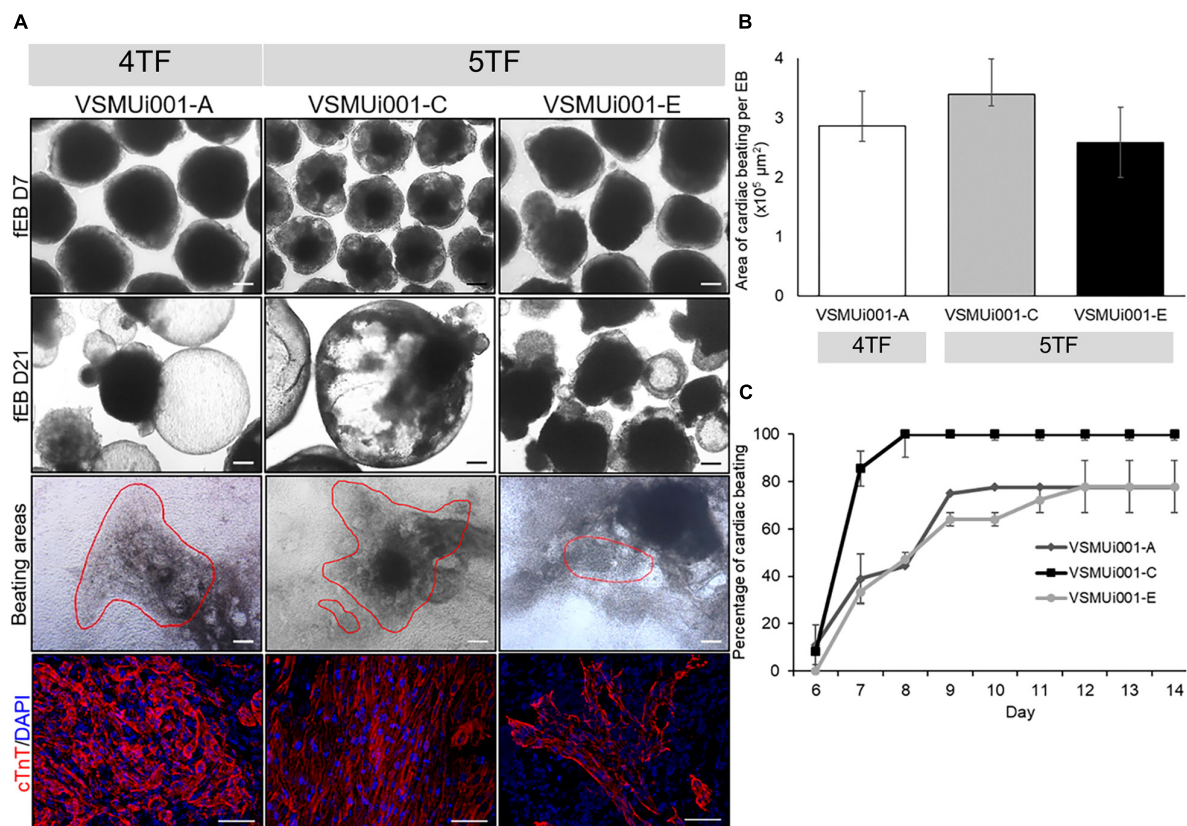 A
4TF
5TF
VSMUi001-A
VSMUi001-C
VSMUi001-E
fEB D7
fEB D21
Beating areas
cTnT/DAPI
B
Area of cardiac beating per EB
(x10⁵ μm²)
4
3
2
1
0
VSMUi001-A
VSMUi001-C
VSMUi001-E
4TF
5TF
C
Percentage of cardiac beating
100
80
60
40
20
0
VSMUi001-A
VSMUi001-C
VSMUi001-E
6 7 8 9 10 11 12 13 14
Day